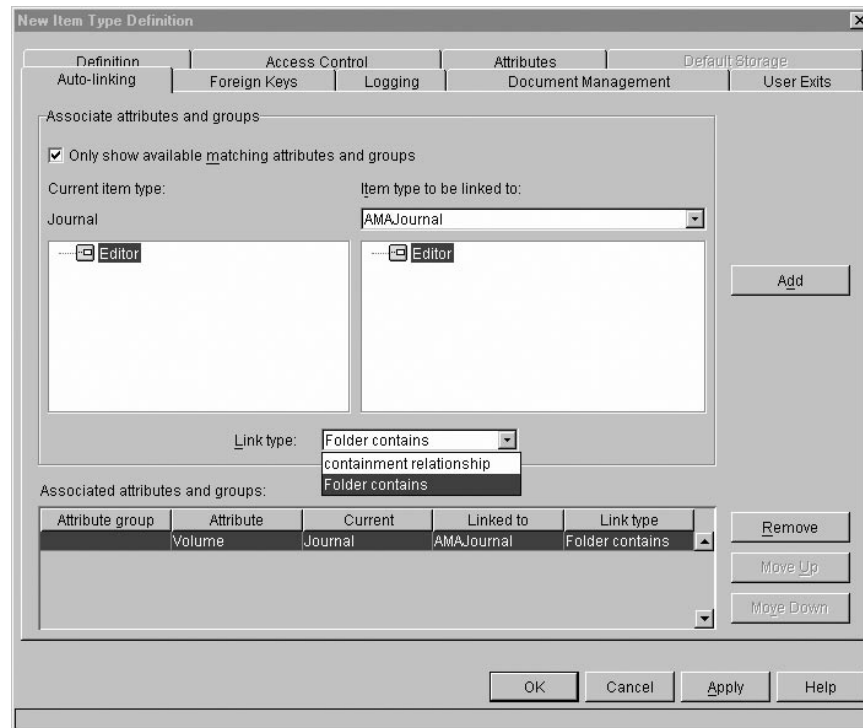 New Item Type Definition
Definition Access Control Attributes Default Storage
Auto-linking Foreign Keys Logging Document Management User Exits
Associate attributes and groups
Only show available matching attributes and groups
Current item type: Item type to be linked to:
Journal AMAJournal
Editor Editor
Add
Link type: Folder contains
containment relationship
Folder contains
Associated attributes and groups:
Attribute group Attribute Current Linked to Link type
Volume Journal AMAJournal Folder contains
Remove
Move Up
Move Down
OK Cancel Apply Help